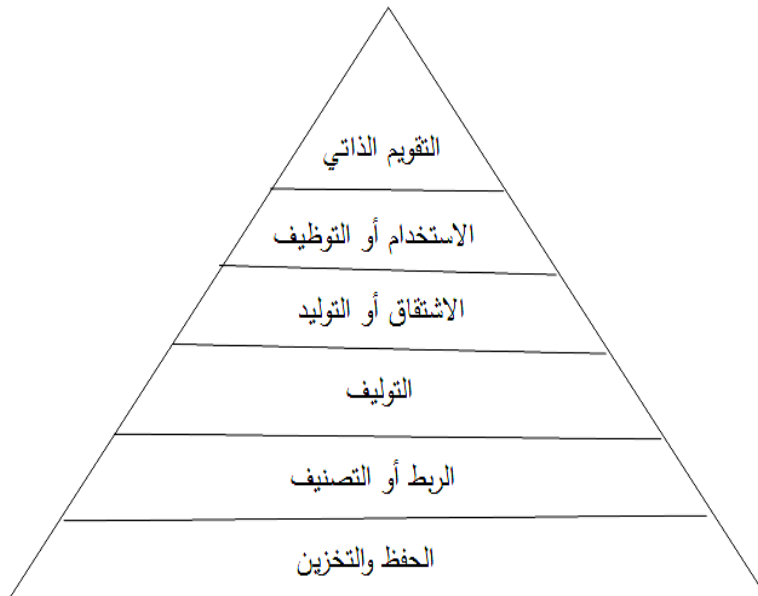 التقويم الذاتي
الاستخدام أو التوظيف
الاشتقاق أو التوليد
التوليف
الربط أو التصنيف
الحفظ والتخزين